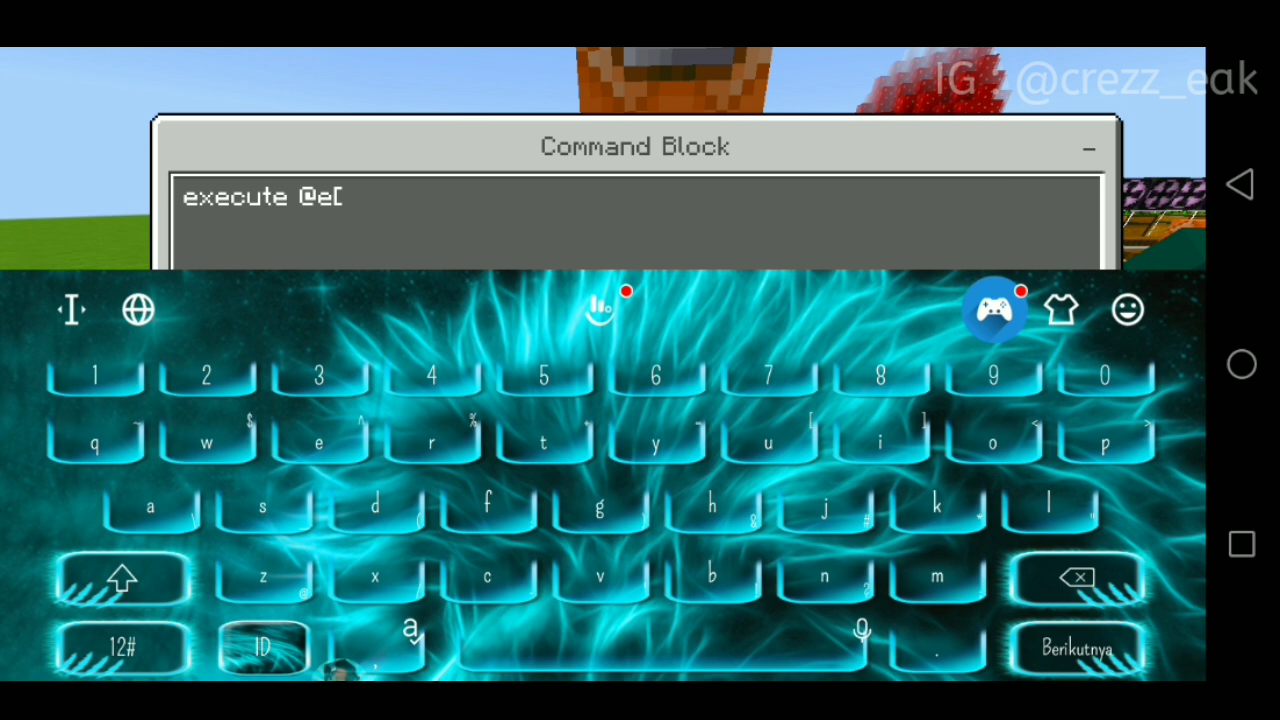 IG : @crezz_eak
Command Block
execute @e[
1 2 3 4 5 6 7 8 9 0
q w e r t y u i o p
a s d f g h j k l
z x c v b n m
12# ID , a . Berikutnya